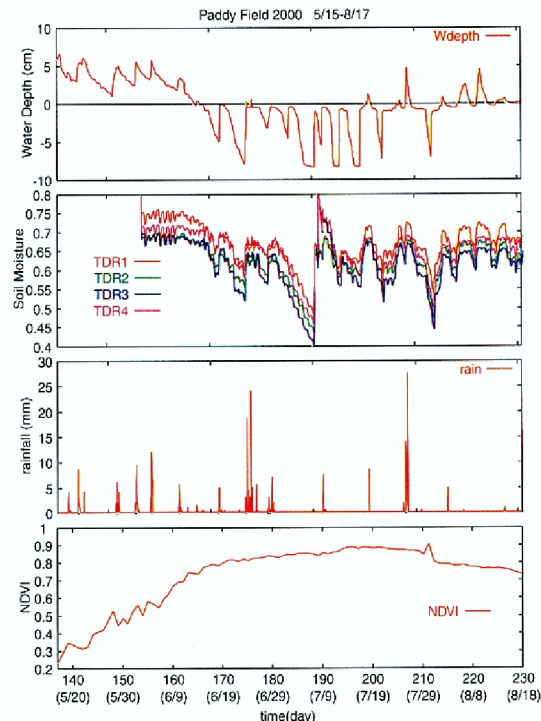 Paddy Field 2000 5/15-8/17
Wdepth
Water Depth (cm)
10
5
0
-5
-10
Soil Moisture
0.8
0.75
0.7
0.65
0.6
0.55
0.5
0.45
0.4
TDR1
TDR2
TDR3
TDR4
rain
rainfall (mm)
30
25
20
15
10
5
0
NDVI
1
0.9
0.8
0.7
0.6
0.5
0.4
0.3
0.2
NDVI
140 150 160 170 180 190 200 210 220 230
(5/20) (5/30) (6/9) (6/19) (6/29) (7/9) (7/19) (7/29) (8/8) (8/18)
time(day)